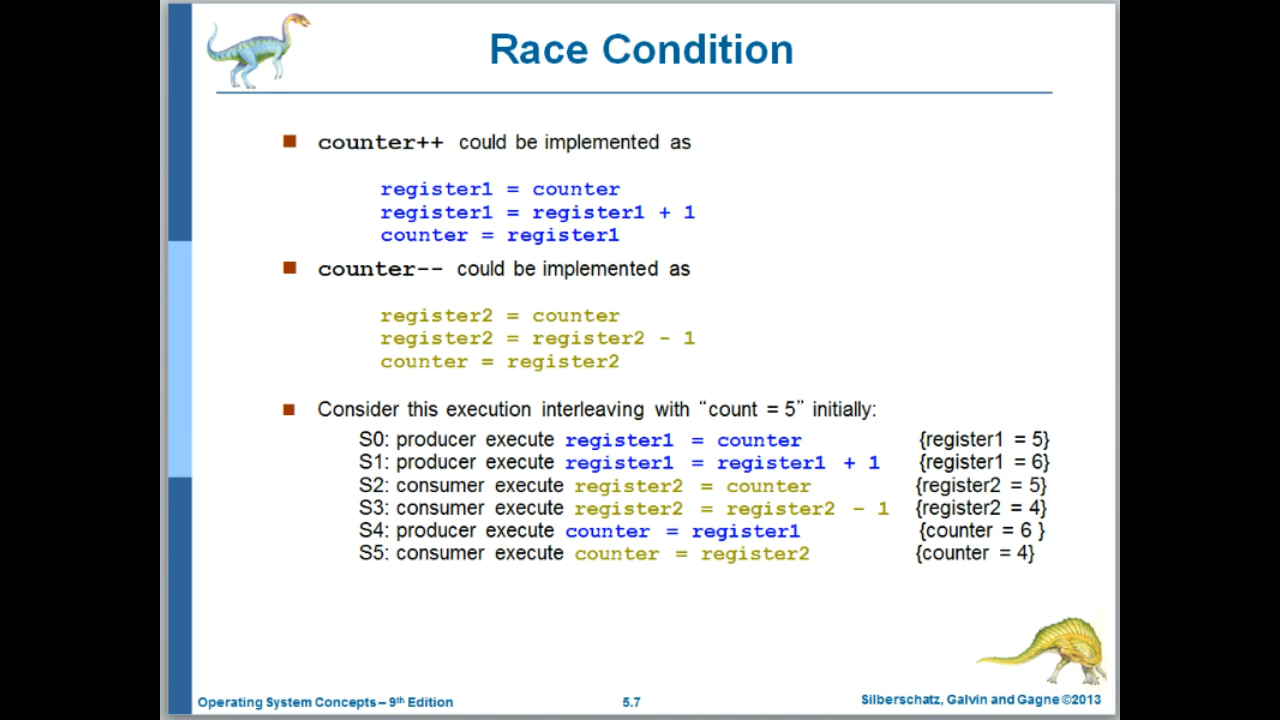 Race Condition
counter++ could be implemented as
register1 = counter
register1 = register1 + 1
counter = register1
counter-- could be implemented as
register2 = counter
register2 = register2 - 1
counter = register2
Consider this execution interleaving with “count = 5” initially:
S0: producer execute register1 = counter {register1 = 5}
S1: producer execute register1 = register1 + 1 {register1 = 6}
S2: consumer execute register2 = counter {register2 = 5}
S3: consumer execute register2 = register2 – 1 {register2 = 4}
S4: producer execute counter = register1 {counter = 6 }
S5: consumer execute counter = register2 {counter = 4}
Operating System Concepts – 9th Edition 5.7 Silberschatz, Galvin and Gagne ©2013